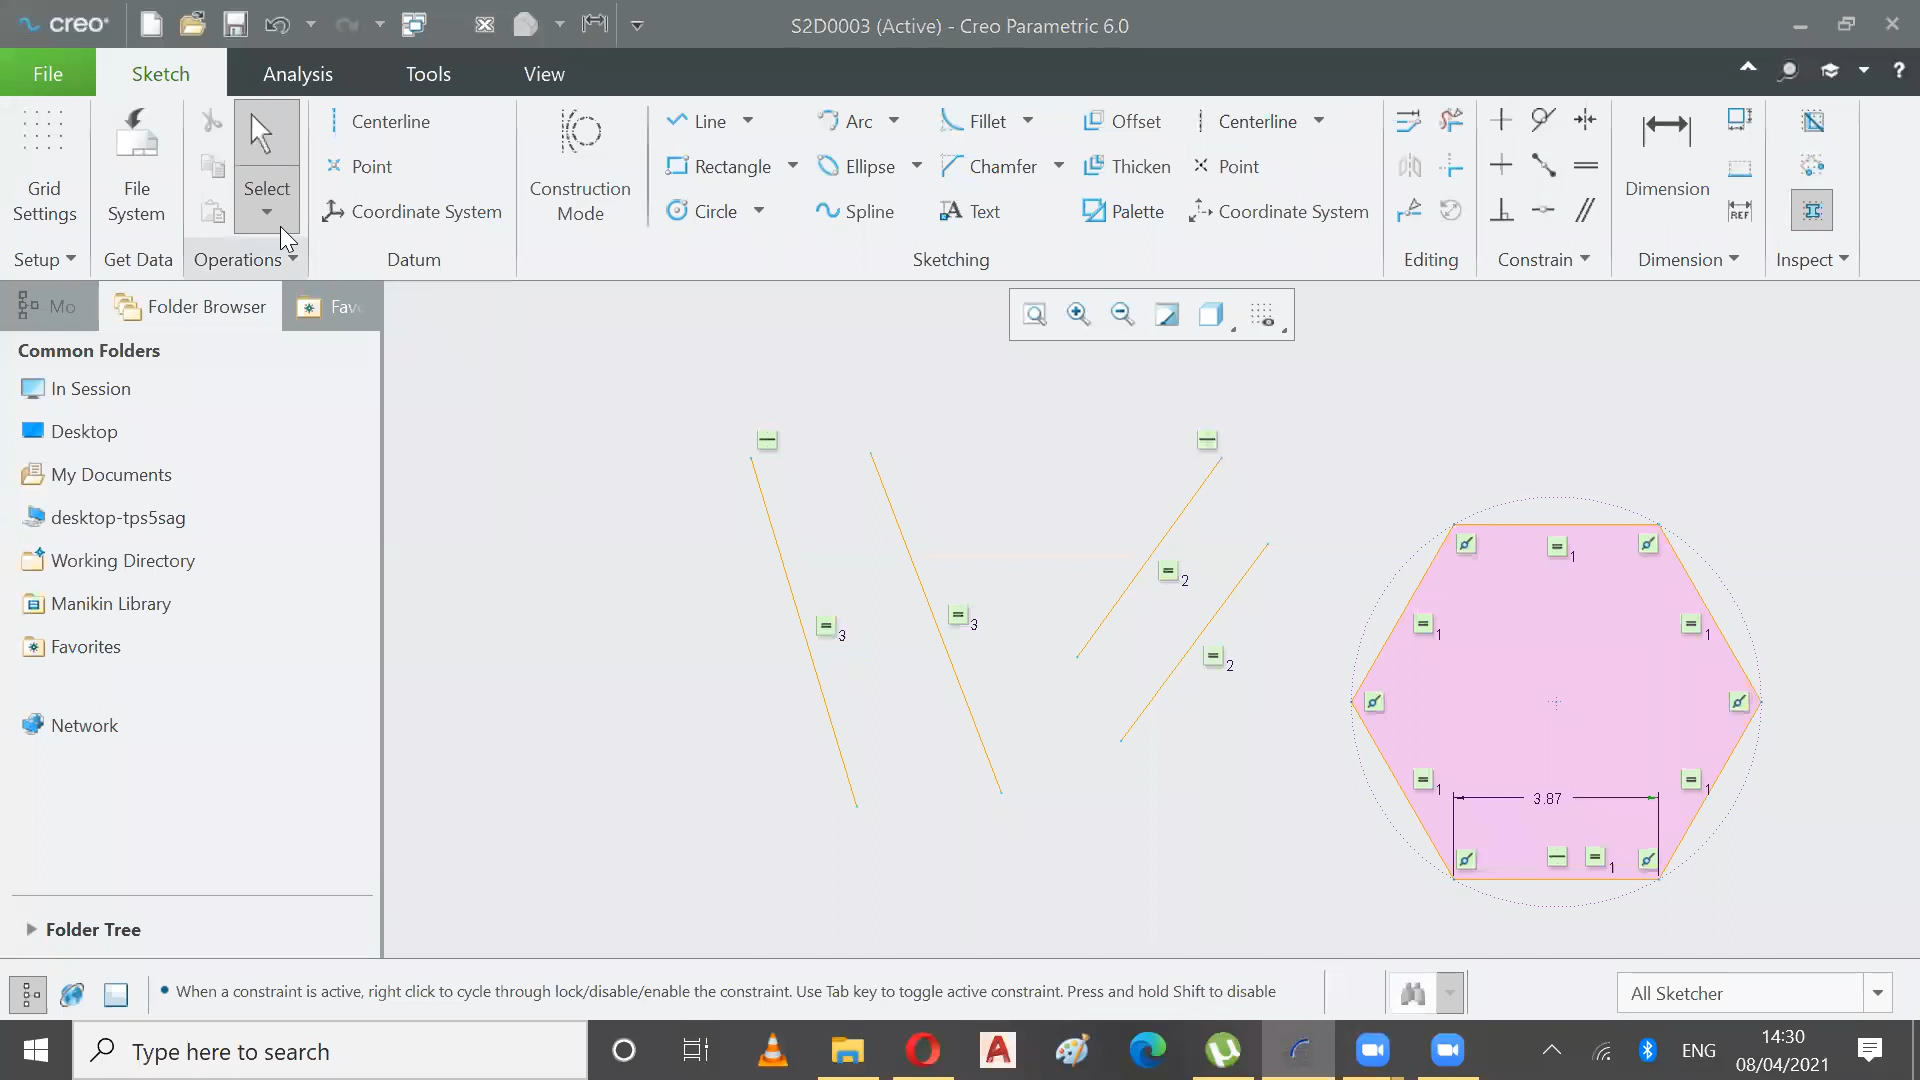 creo
S2D0003 (Active) - Creo Parametric 6.0
File
Sketch
Analysis
Tools
View
?
Grid Settings
File System
Select
Centerline
Point
Coordinate System
Construction Mode
Line
Arc
Fillet
Offset
Centerline
Rectangle
Ellipse
Chamfer
Thicken
Point
Circle
Spline
Text
Palette
Coordinate System
Dimension
REF
Setup
Get Data
Operations
Datum
Sketching
Editing
Constrain
Dimension
Inspect
Mo
Folder Browser
Fav
Common Folders
In Session
Desktop
My Documents
desktop-tps5sag
Working Directory
Manikin Library
Favorites
Network
Folder Tree
3
3
2
2
1
1
1
1
1
3.87
1
When a constraint is active, right click to cycle through lock/disable/enable the constraint. Use Tab key to toggle active constraint. Press and hold Shift to disable
All Sketcher
Type here to search
ENG
14:30
08/04/2021